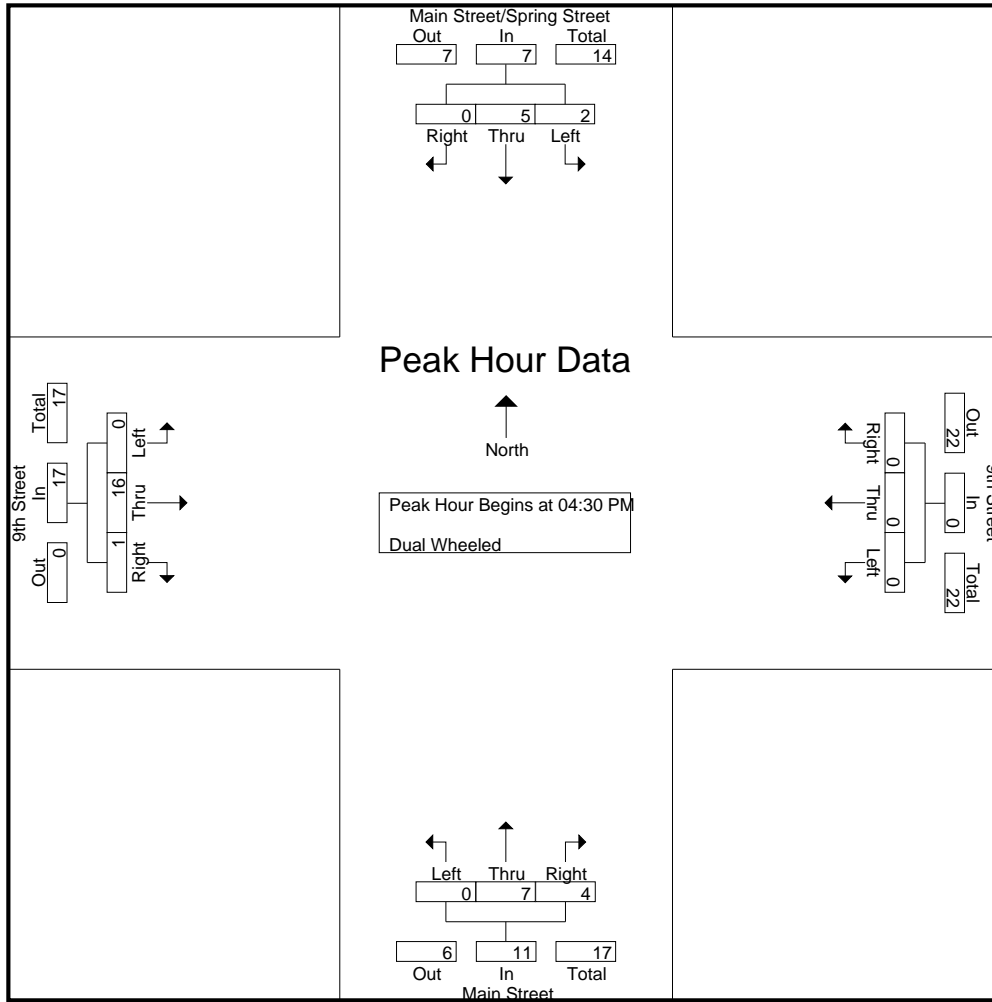 Main Street/Spring Street
Out In Total
7 7 14
0 5 2
Right Thru Left
Peak Hour Data
North
Peak Hour Begins at 04:30 PM
Dual Wheeled
9th Street
Total In Out
17 17 0
0 16 1
Left Thru Right
Right Thru Left
0 0 0
22 0 22
Out In Total
9th Street
Left Thru Right
0 7 4
6 11 17
Out In Total
Main Street